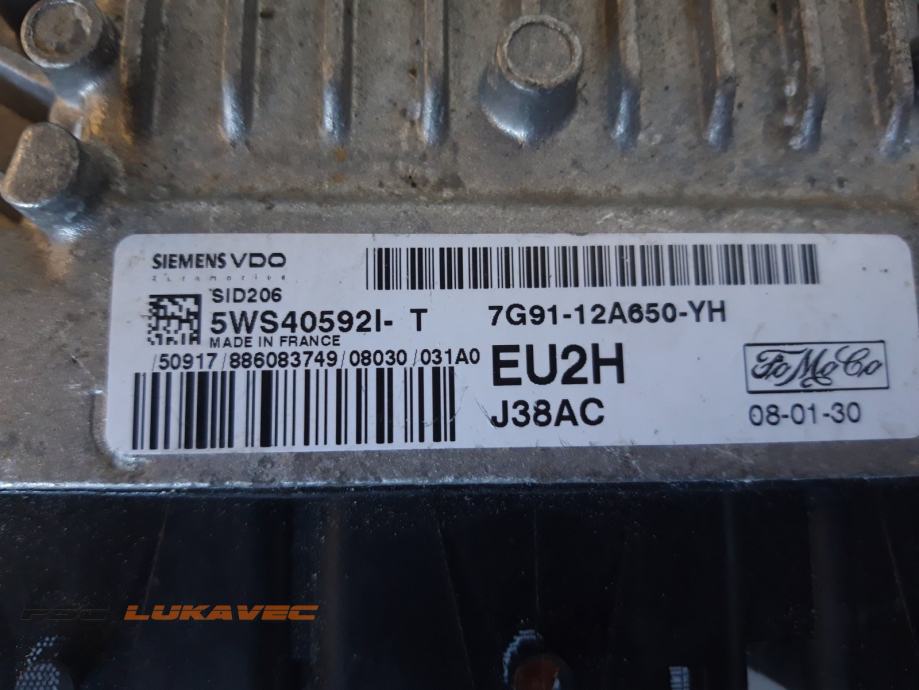 SIEMENS VDO
Automotive
SID206
5WS40592I- T
MADE IN FRANCE
/50917/886083749/08030/031A0
7G91-12A650-YH
EU2H
J38AC
FoMoCo
08-01-30
LUKAVEC